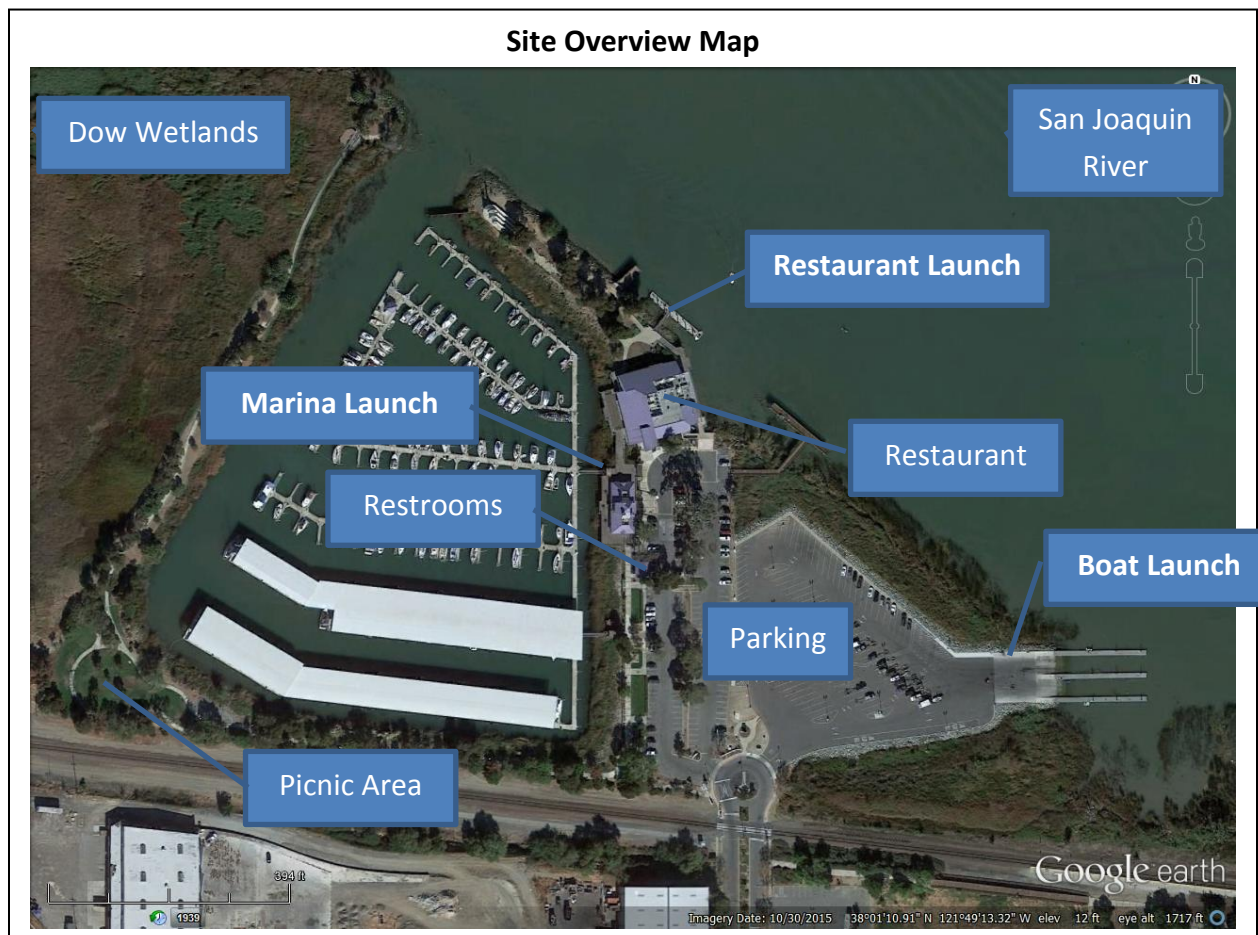 Site Overview Map
N
Dow Wetlands
San Joaquin
River
Restaurant Launch
Marina Launch
Restaurant
Restrooms
Boat Launch
Parking
Picnic Area
394 ft
1939
Google earth
Imagery Date: 10/30/2015 38°01'10.91" N 121°49'13.32" W elev 12 ft eye alt 1717 ft